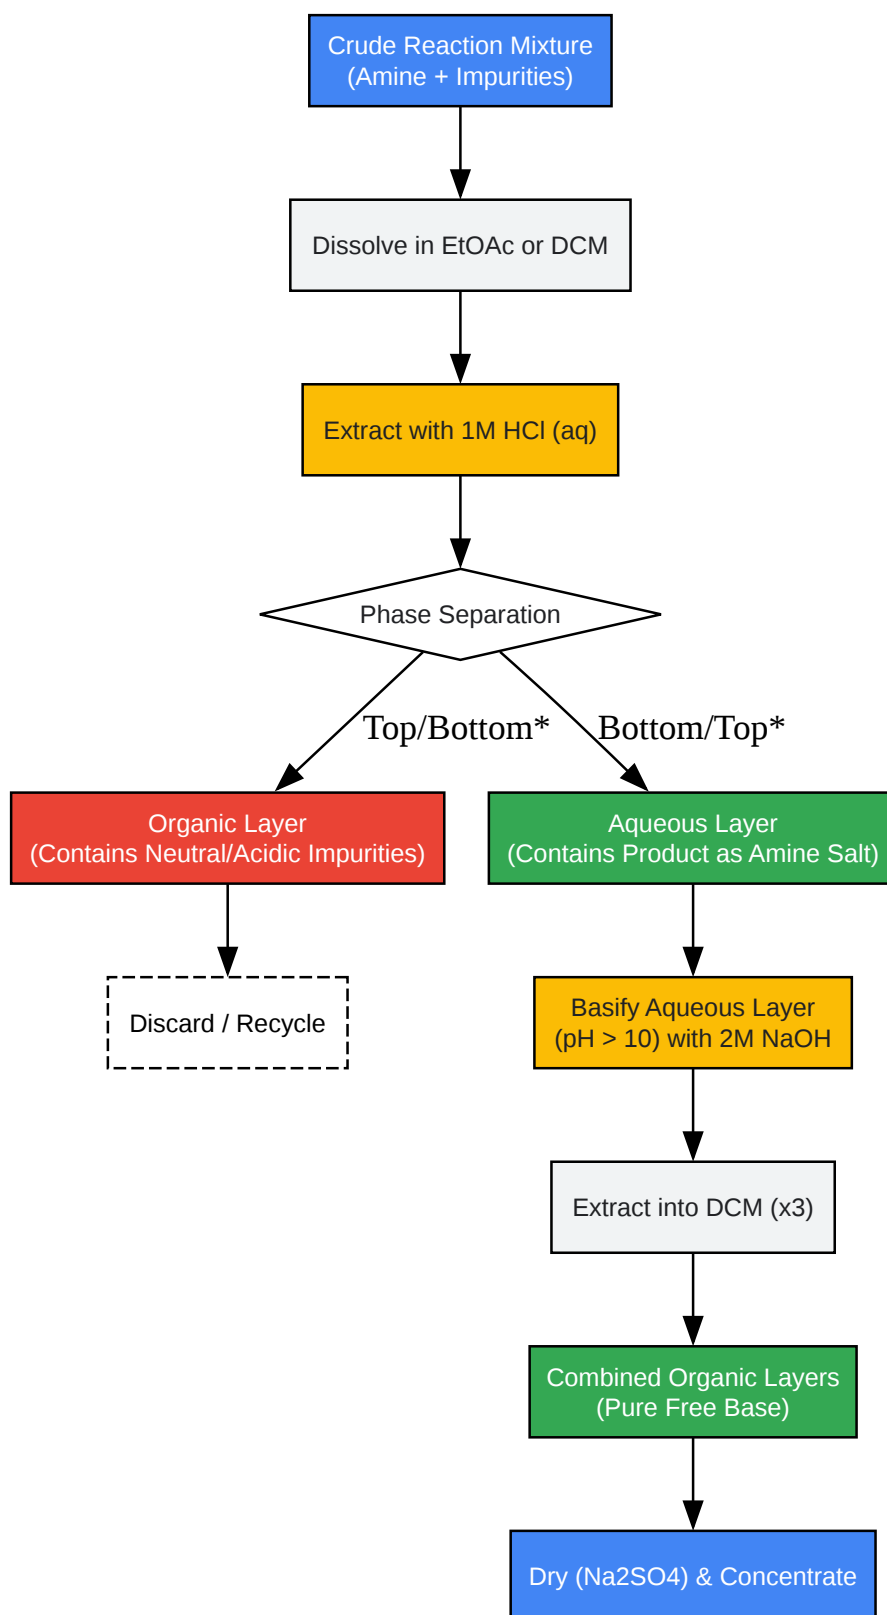 Crude Reaction Mixture
(Amine + Impurities)
Dissolve in EtOAc or DCM
Extract with 1M HCl (aq)
Phase Separation
Top/Bottom*
Bottom/Top*
Organic Layer
(Contains Neutral/Acidic Impurities)
Aqueous Layer
(Contains Product as Amine Salt)
Discard / Recycle
Basify Aqueous Layer
(pH > 10) with 2M NaOH
Extract into DCM (x3)
Combined Organic Layers
(Pure Free Base)
Dry (Na2SO4) & Concentrate